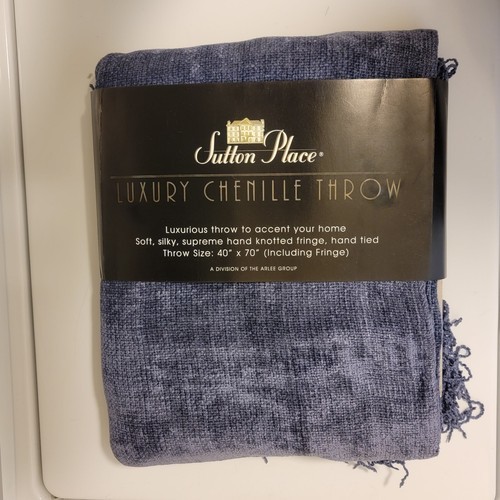 Sutton Place®
LUXURY CHENILLE THROW
Luxurious throw to accent your home
Soft, silky, supreme hand knotted fringe, hand tied
Throw Size: 40" x 70" (Including Fringe)
A DIVISION OF THE ARLEE GROUP